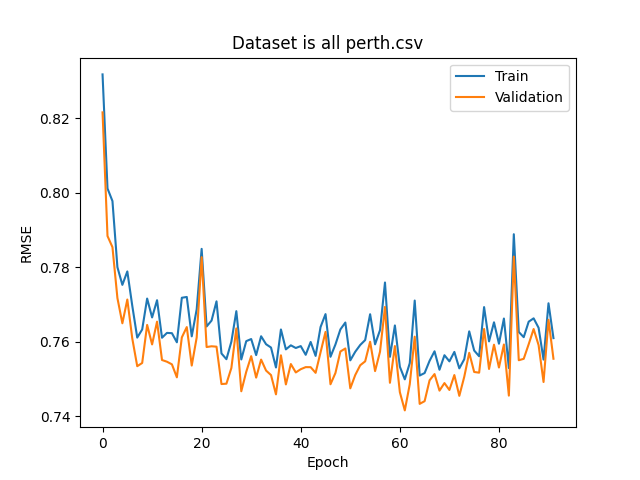 Dataset is all perth.csv
Train
Validation
RMSE
0.82
0.80
0.78
0.76
0.74
0 20 40 60 80
Epoch